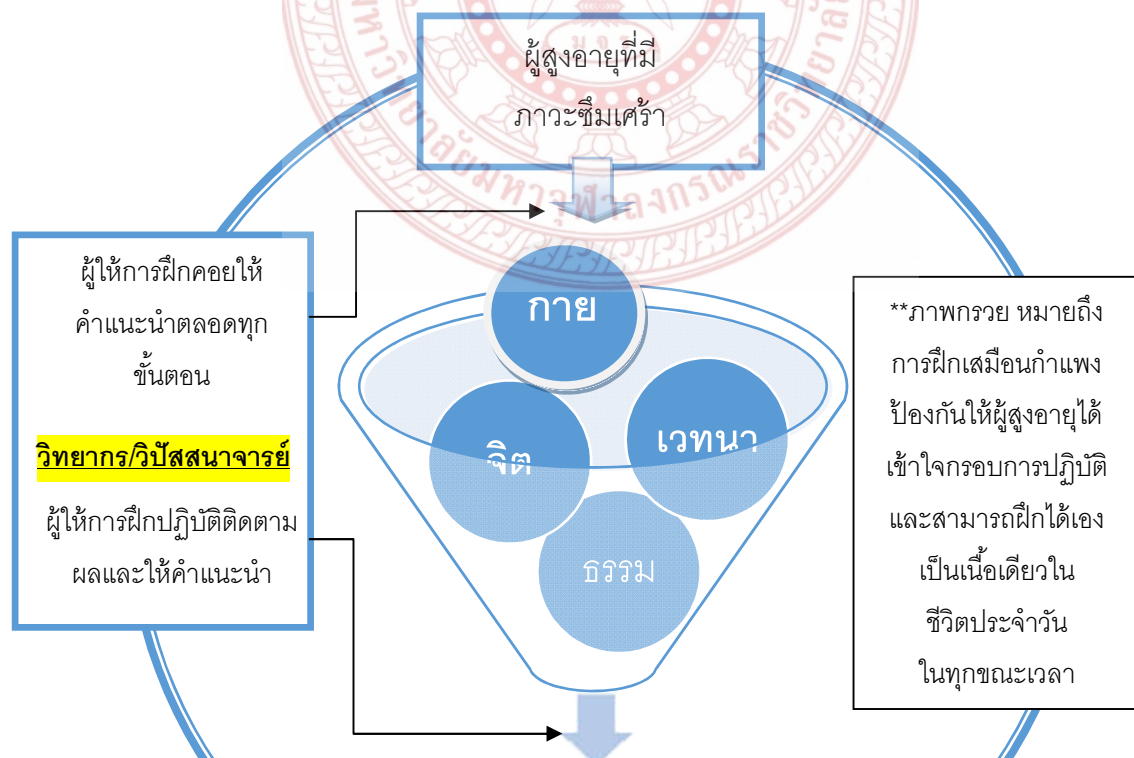 ผู้สูงอายุที่มี
ภาวะซึมเศร้า
ผู้ให้การฝึกคอยให้
คำแนะนำตลอดทุก
ขั้นตอน
วิทยากร/วิปัสสนาจารย์
ผู้ให้การฝึกปฏิบัติติดตาม
ผลและให้คำแนะนำ
กาย
จิต
เวทนา
ธรรม
**ภาพกรวย หมายถึง
การฝึกเสมือนกำแพง
ป้องกันให้ผู้สูงอายุได้
เข้าใจกรอบการปฏิบัติ
และสามารถฝึกได้เอง
เป็นเนื้อเดียวใน
ชีวิตประจำวัน
ในทุกขณะเวลา